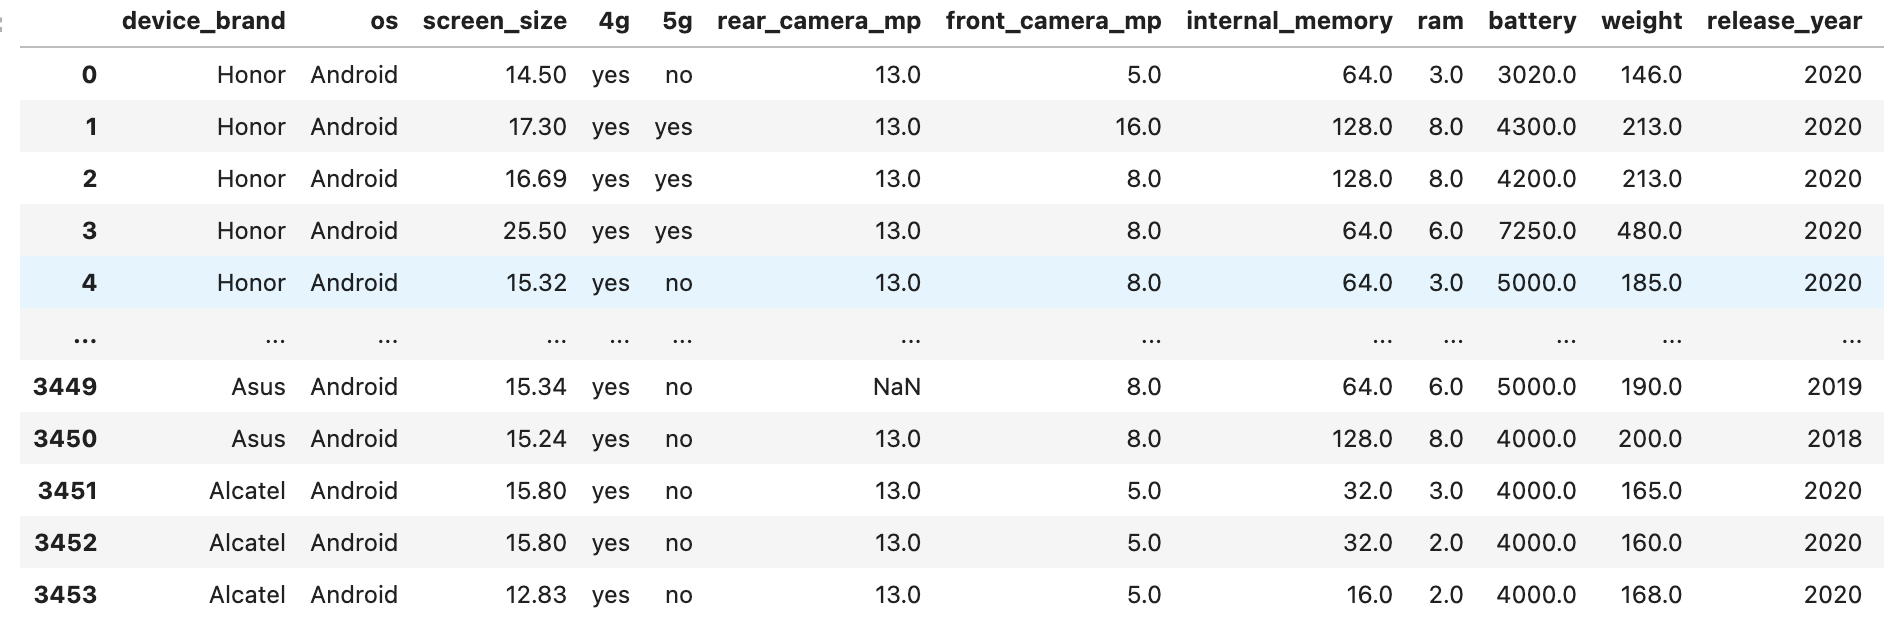 device_brand os screen_size 4g 5g rear_camera_mp front_camera_mp internal_memory ram battery weight release_year
0 Honor Android 14.50 yes no 13.0 5.0 64.0 3.0 3020.0 146.0 2020
1 Honor Android 17.30 yes yes 13.0 16.0 128.0 8.0 4300.0 213.0 2020
2 Honor Android 16.69 yes yes 13.0 8.0 128.0 8.0 4200.0 213.0 2020
3 Honor Android 25.50 yes yes 13.0 8.0 64.0 6.0 7250.0 480.0 2020
4 Honor Android 15.32 yes no 13.0 8.0 64.0 3.0 5000.0 185.0 2020
... ... ... ... ... ... ... ... ... ... ... ... ...
3449 Asus Android 15.34 yes no NaN 8.0 64.0 6.0 5000.0 190.0 2019
3450 Asus Android 15.24 yes no 13.0 8.0 128.0 8.0 4000.0 200.0 2018
3451 Alcatel Android 15.80 yes no 13.0 5.0 32.0 3.0 4000.0 165.0 2020
3452 Alcatel Android 15.80 yes no 13.0 5.0 32.0 2.0 4000.0 160.0 2020
3453 Alcatel Android 12.83 yes no 13.0 5.0 16.0 2.0 4000.0 168.0 2020